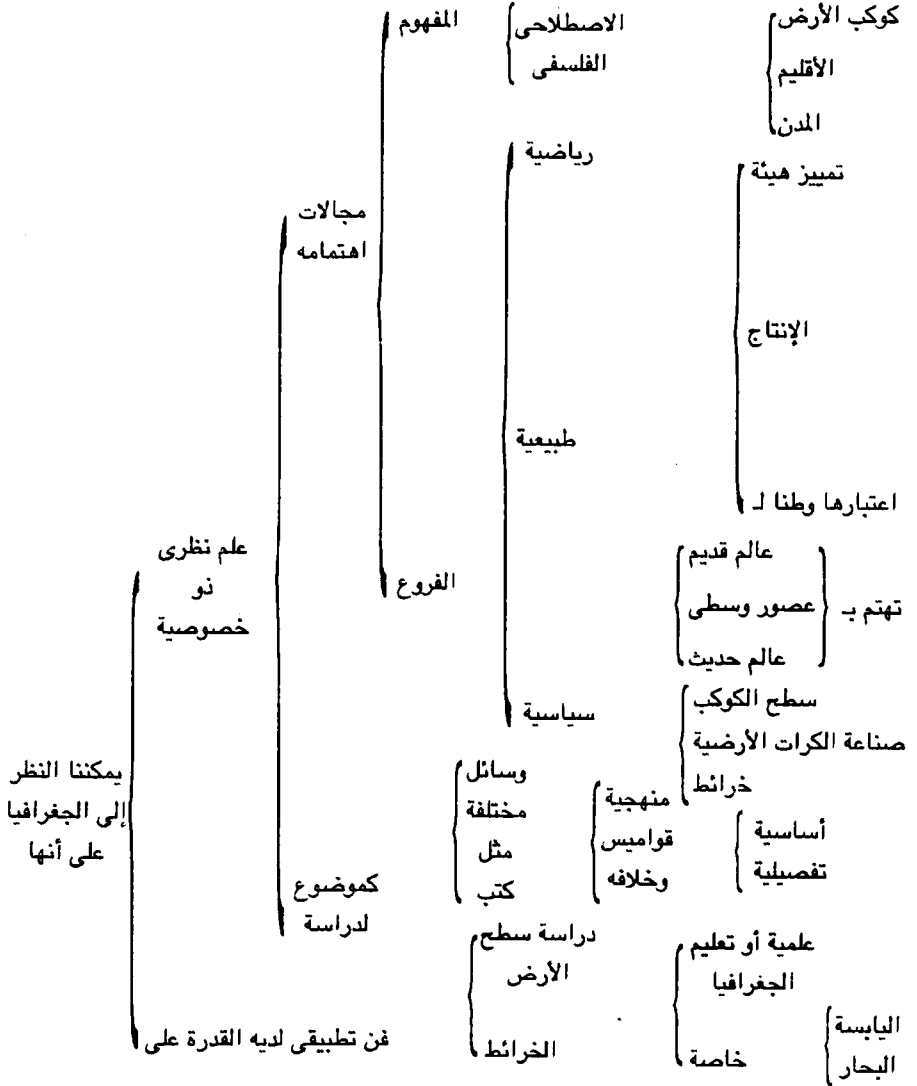 المفهوم
الاصطلاحى
الفلسفى
كوكب الأرض
الأقليم
المدن
رياضية
تمييز هيئة
مجالات
اهتمامه
الإنتاج
طبيعية
اعتبارها وطنا لـ
علم نظرى
ذو
خصوصية
الفروع
عالم قديم
عصور وسطى
عالم حديث
تهتم بـ
سياسية
سطح الكوكب
صناعة الكرات الأرضية
خرائط
يمكننا النظر
إلى الجغرافيا
على أنها
وسائل
مختلفة
مثل
كتب
منهجية
قواميس
وخلافه
أساسية
تفصيلية
كموضوع
لدراسة
دراسة سطح
الأرض
علمية أو تعليم
الجغرافيا
فن تطبيقى لديه القدرة على
الخرائط
خاصة
اليابسة
البحار